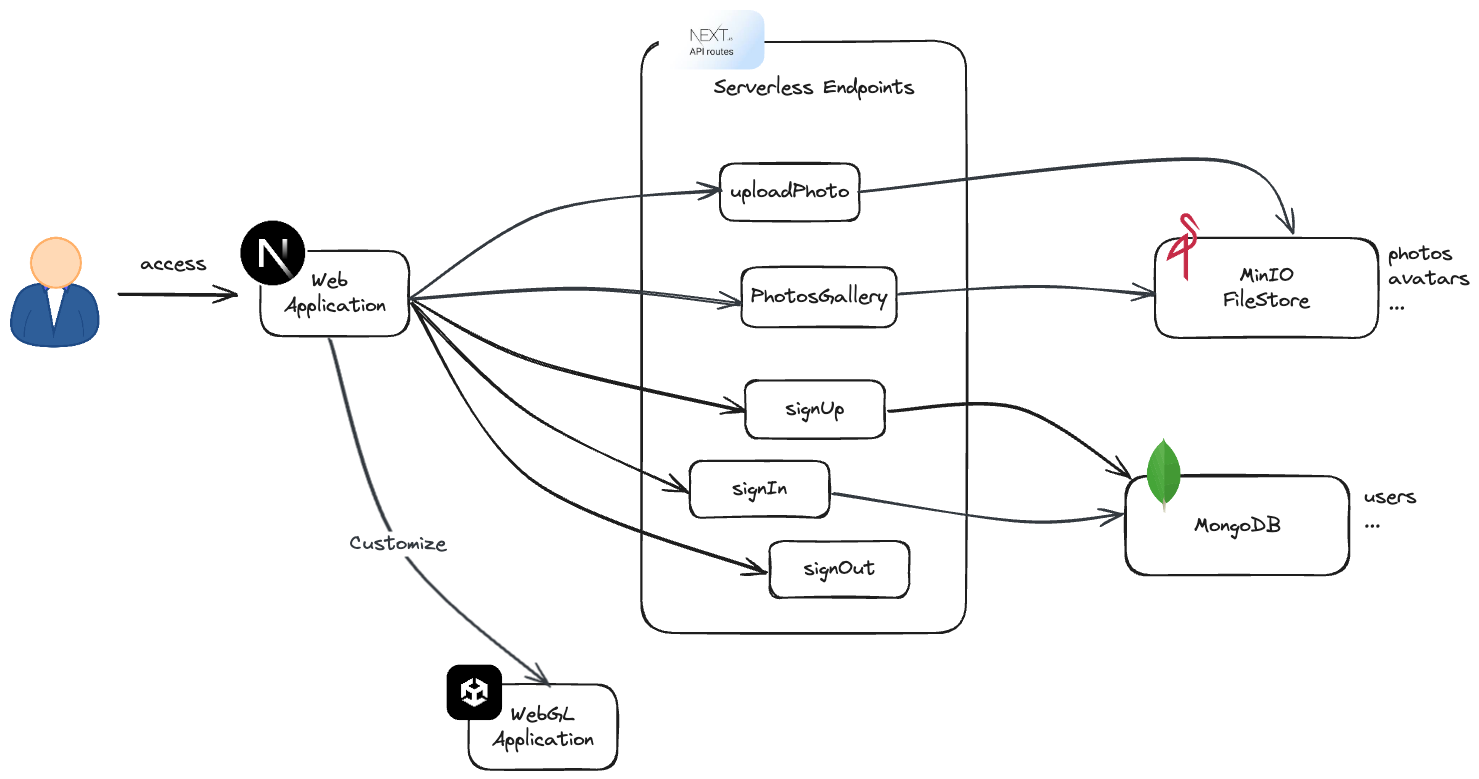 NEXT.JS
API routes
Serverless Endpoints
access
Web
Application
uploadPhoto
PhotosGallery
signUp
signIn
signOut
MinIO
FileStore
photos
avatars
...
MongoDB
users
...
Customize
WebGL
Application